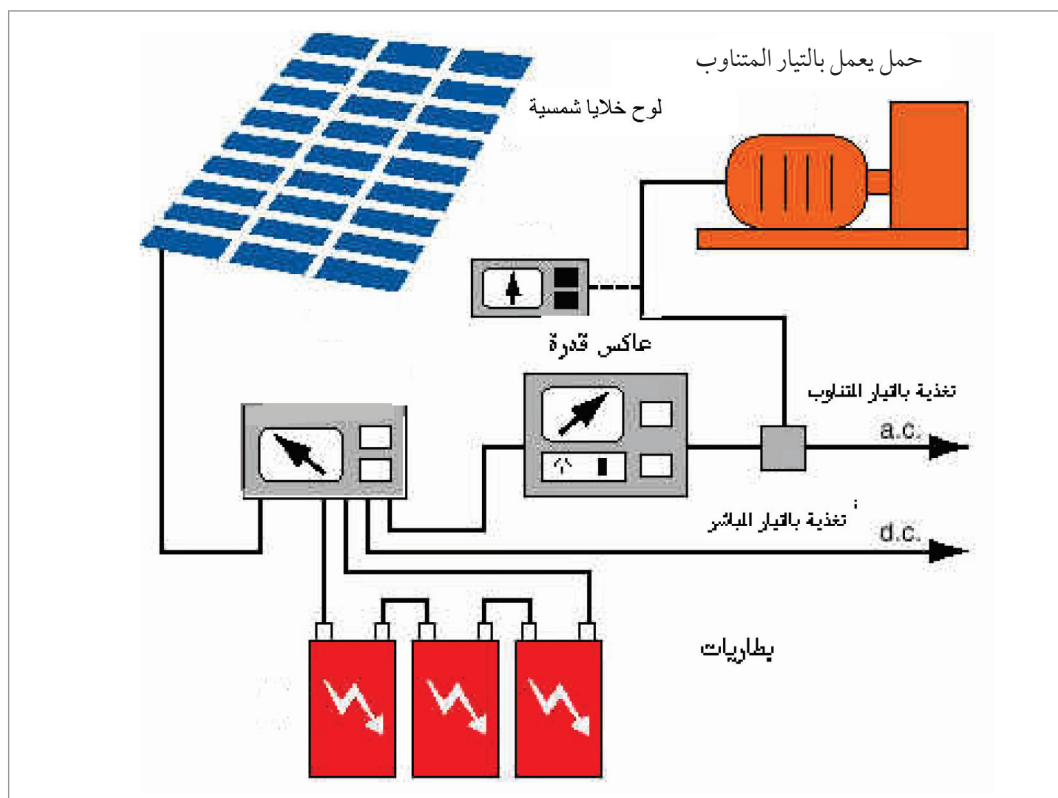 حمل يعمل بالتيار المتناوب
لوح خلايا شمسية
عاكس قدرة
تغذية بالتيار المتناوب
a.c.
تغذية بالتيار المباشر
d.c.
بطاريات